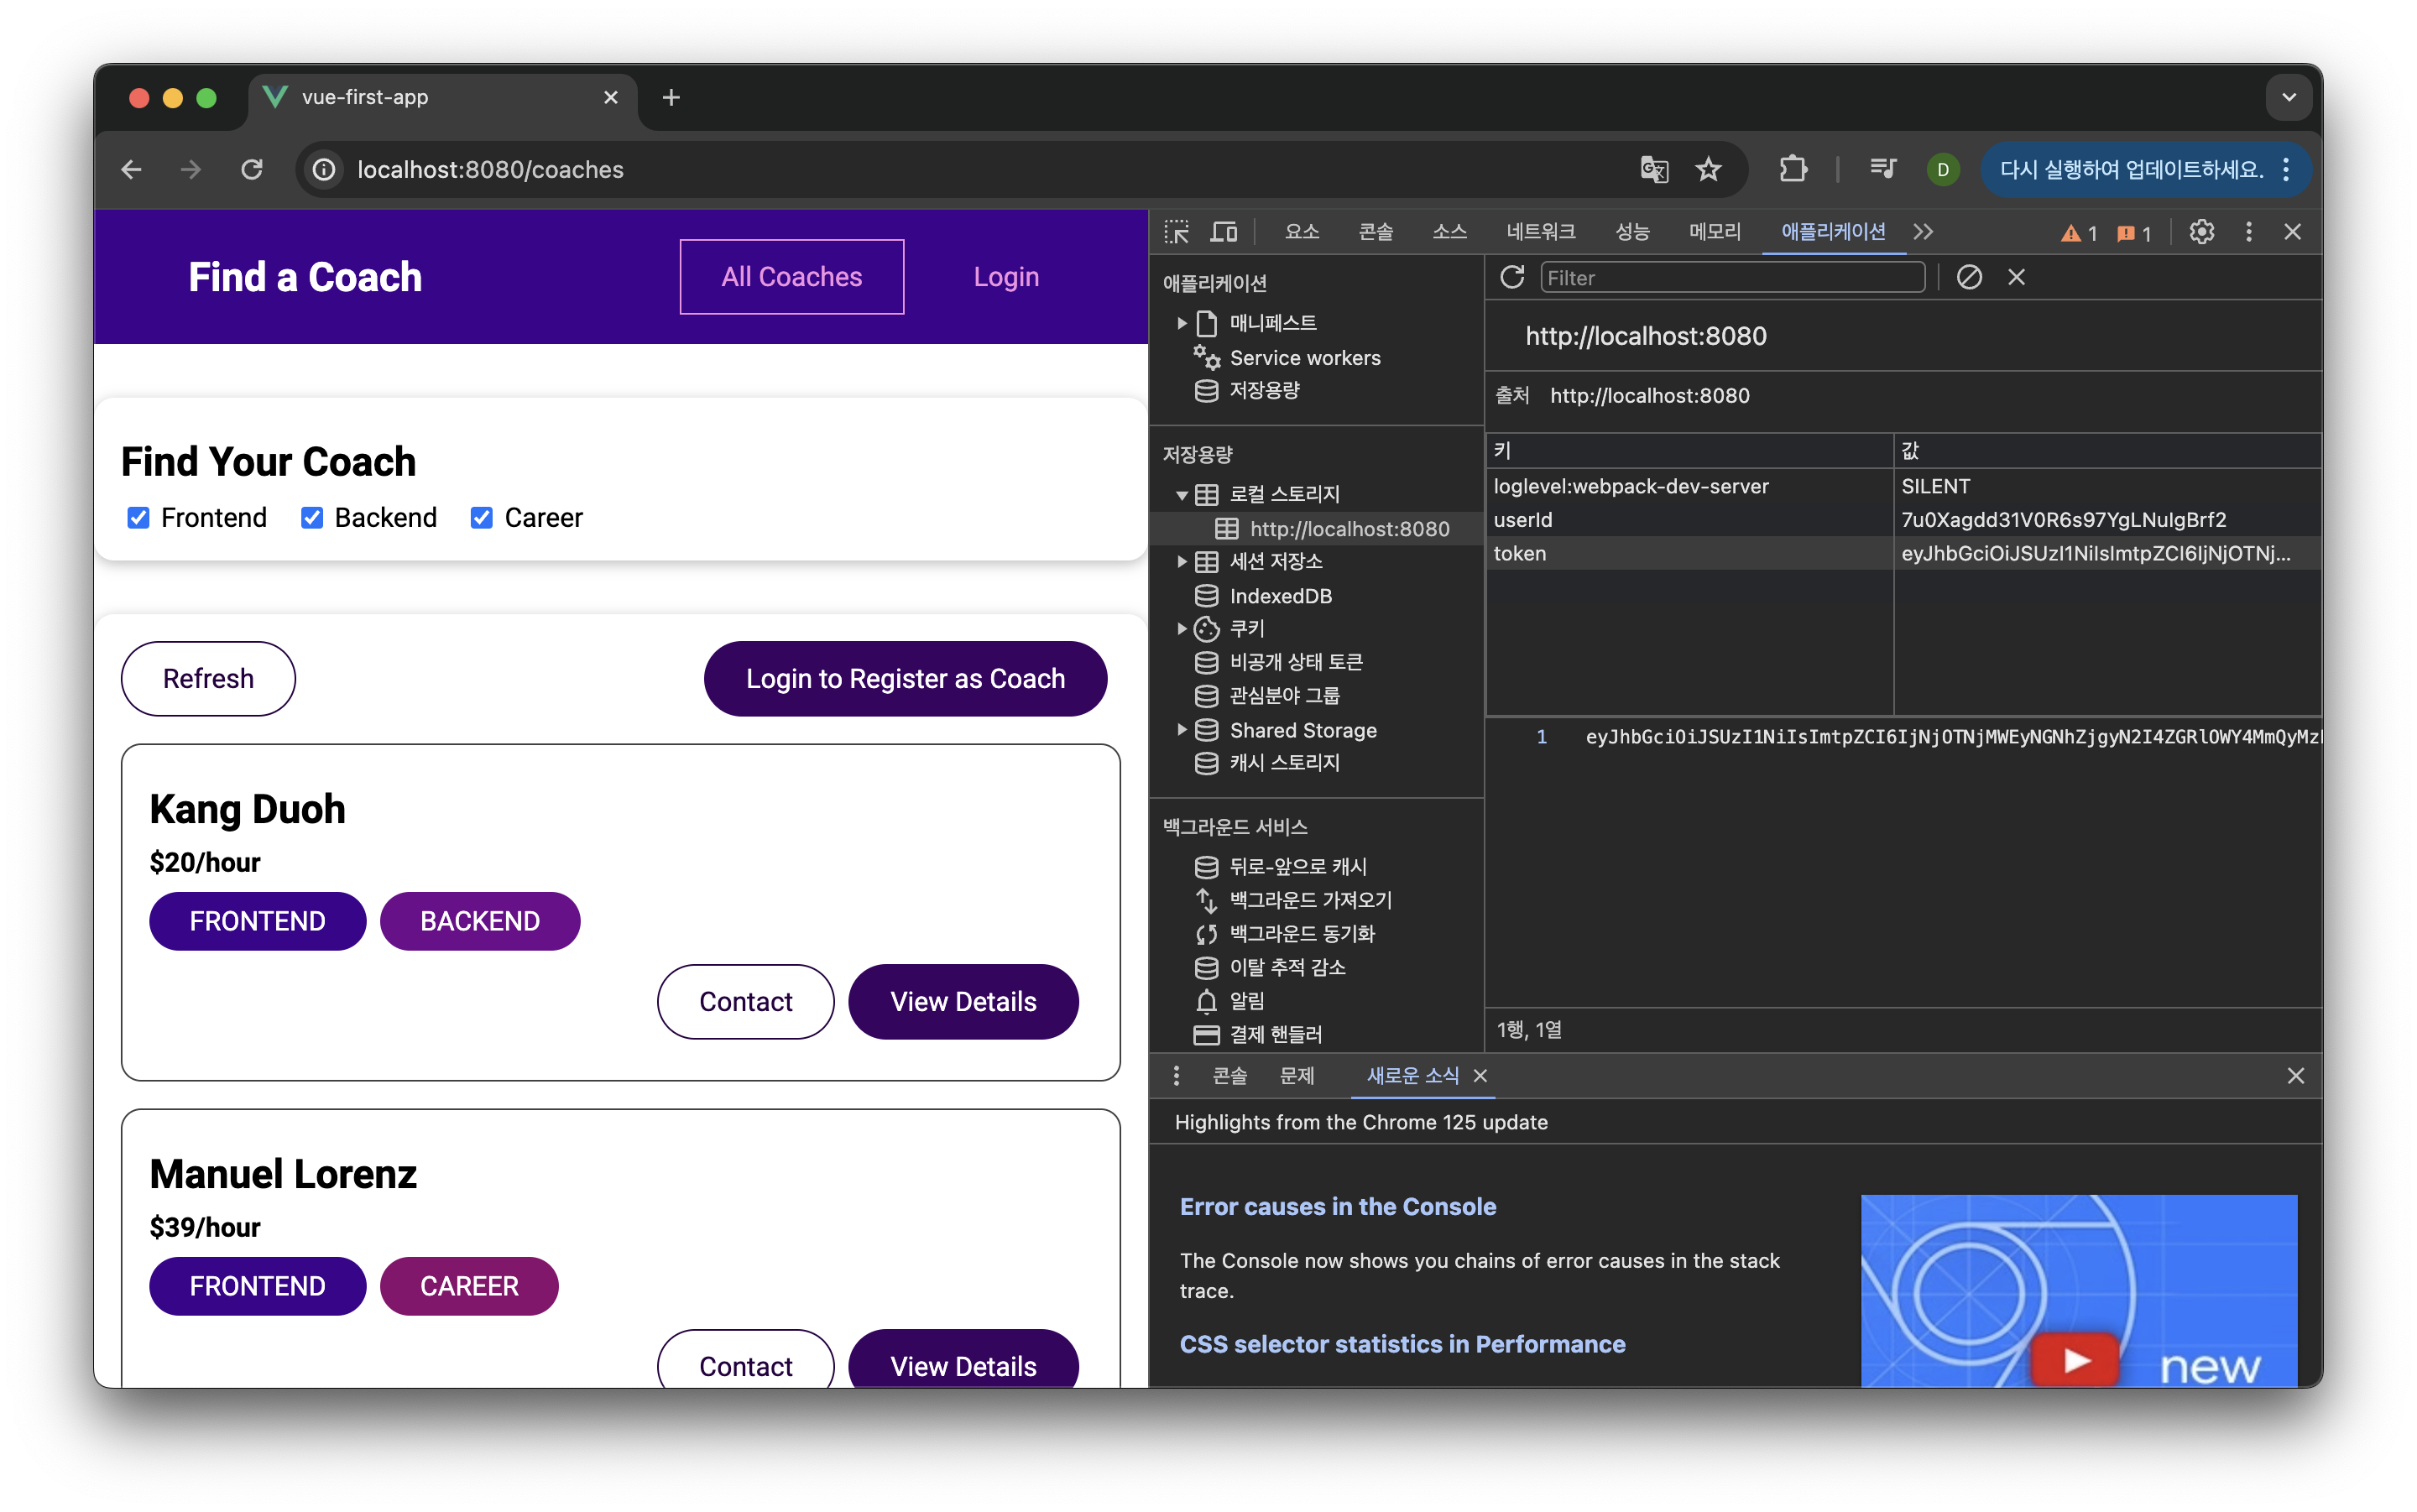 vue-first-app
localhost:8080/coaches
D
다시 실행하여 업데이트하세요.
Find a Coach
All Coaches
Login
Find Your Coach
Frontend
Backend
Career
Refresh
Login to Register as Coach
Kang Duoh
$20/hour
FRONTEND
BACKEND
Contact
View Details
Manuel Lorenz
$39/hour
FRONTEND
CAREER
Contact
View Details
요소
콘솔
소스
네트워크
성능
메모리
애플리케이션
1
1
애플리케이션
매니페스트
Service workers
저장용량
저장용량
로컬 스토리지
http://localhost:8080
세션 저장소
IndexedDB
쿠키
비공개 상태 토큰
관심분야 그룹
Shared Storage
캐시 스토리지
백그라운드 서비스
뒤로-앞으로 캐시
백그라운드 가져오기
백그라운드 동기화
이탈 추적 감소
알림
결제 핸들러
Filter
http://localhost:8080
출처 http://localhost:8080
키 값
loglevel:webpack-dev-server SILENT
userId 7u0Xagdd31V0R6s97YgLNuIgBrf2
token eyJhbGciOiJSUzI1NiIsImtpZCI6IjNjOTNj...
1 eyJhbGciOiJSUzI1NiIsImtpZCI6IjNjOTNjMWEyNGNhZjgyN2I4ZGRlOWY4MmQyMzI
1행, 1열
콘솔
문제
새로운 소식
Highlights from the Chrome 125 update
Error causes in the Console
The Console now shows you chains of error causes in the stack
trace.
CSS selector statistics in Performance
new